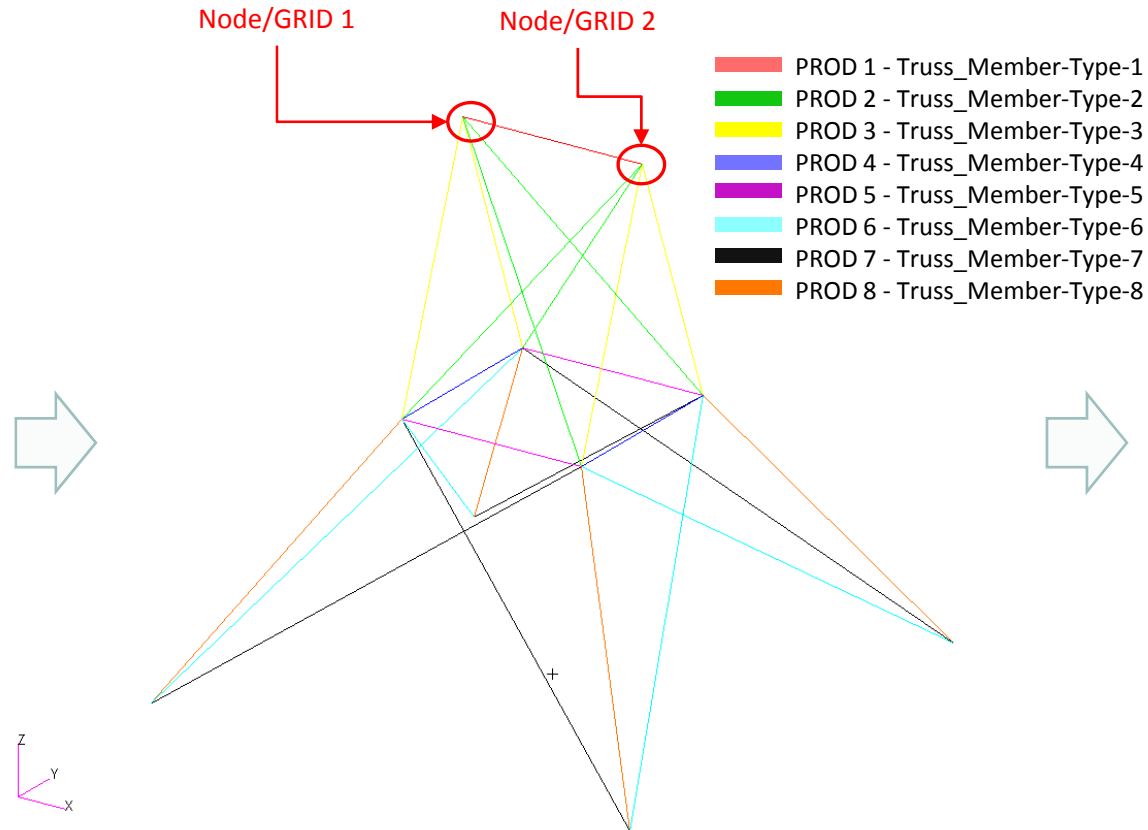 Node/GRID 1
Node/GRID 2
PROD 1 - Truss_Member-Type-1
PROD 2 - Truss_Member-Type-2
PROD 3 - Truss_Member-Type-3
PROD 4 - Truss_Member-Type-4
PROD 5 - Truss_Member-Type-5
PROD 6 - Truss_Member-Type-6
PROD 7 - Truss_Member-Type-7
PROD 8 - Truss_Member-Type-8
Z
Y
X